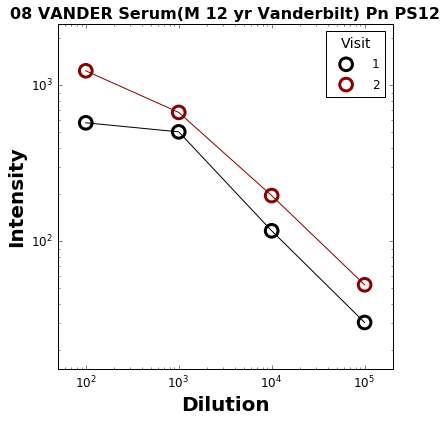 08 VANDER Serum(M 12 yr Vanderbilt) Pn PS12
Visit
1
2
10³
10²
Intensity
10² 10³ 10⁴ 10⁵
Dilution